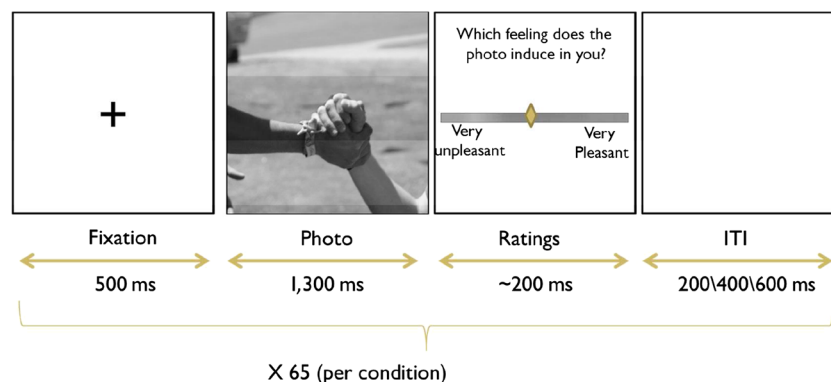 Which feeling does the
photo induce in you?
Very
unpleasant
Very
Pleasant
Fixation
Photo
Ratings
ITI
500 ms
1,300 ms
~200 ms
200\400\600 ms
X 65 (per condition)